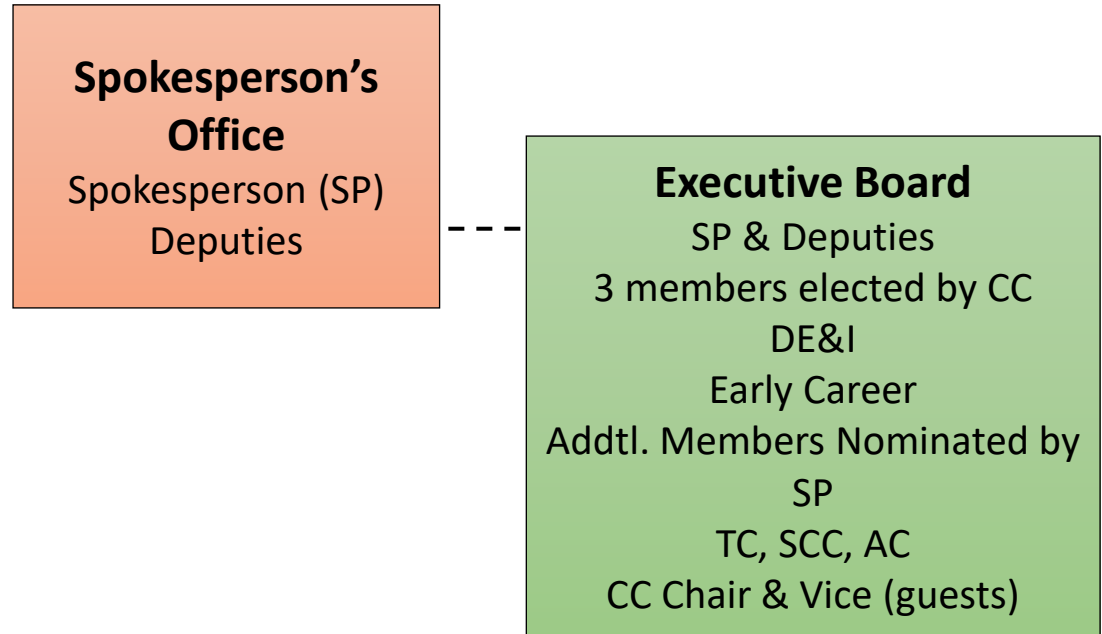 Spokesperson’s
Office
Spokesperson (SP)
Deputies
Executive Board
SP & Deputies
3 members elected by CC
DE&I
Early Career
Addtl. Members Nominated by
SP
TC, SCC, AC
CC Chair & Vice (guests)